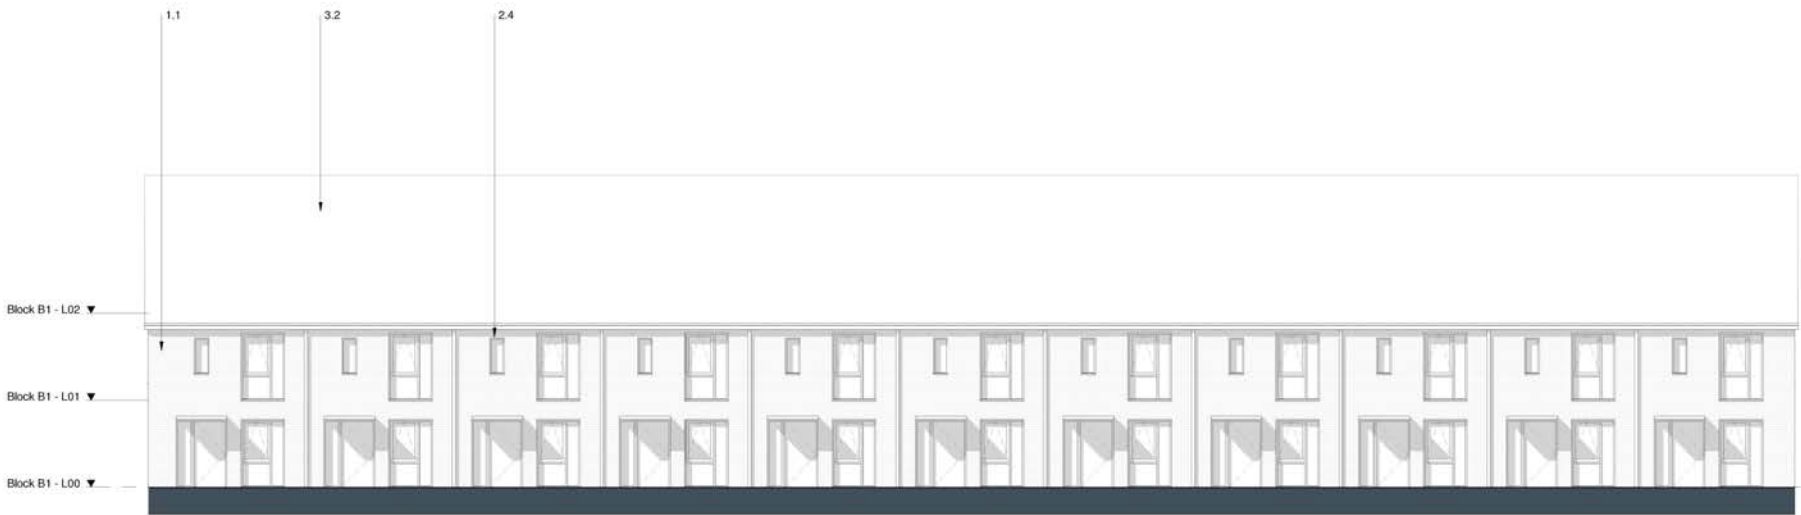 1.1
3.2
2.4
Block B1 - L02
Block B1 - L01
Block B1 - L00